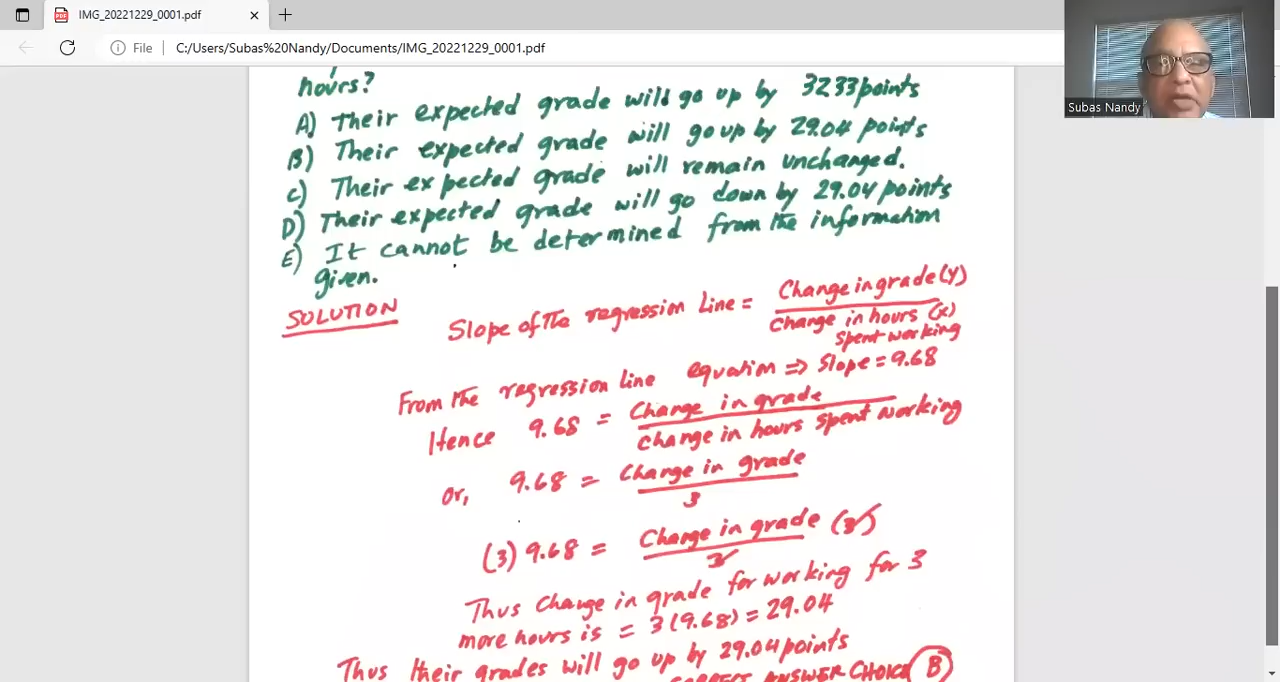 IMG_20221229_0001.pdf
File
C:/Users/Subas%20Nandy/Documents/IMG_20221229_0001.pdf
Subas Nandy
hours?
A) Their expected grade will go up by 32.33 points
B) Their expected grade will go up by 29.04 points
C) Their expected grade will remain unchanged.
D) Their expected grade will go down by 29.04 points
E) It cannot be determined from the information
given.
SOLUTION
Slope of the regression line = Change in grade (Y)
Change in hours (x)
spent working
From the regression line equation ⇒ slope = 9.68
Hence 9.68 = Change in grade
Change in hours spent working
Or, 9.68 = Change in grade
3
(3) 9.68 = Change in grade (3)
3
Thus change in grade for working for 3
more hours is = 3(9.68) = 29.04
Thus their grades will go up by 29.04 points
CORRECT ANSWER CHOICE B